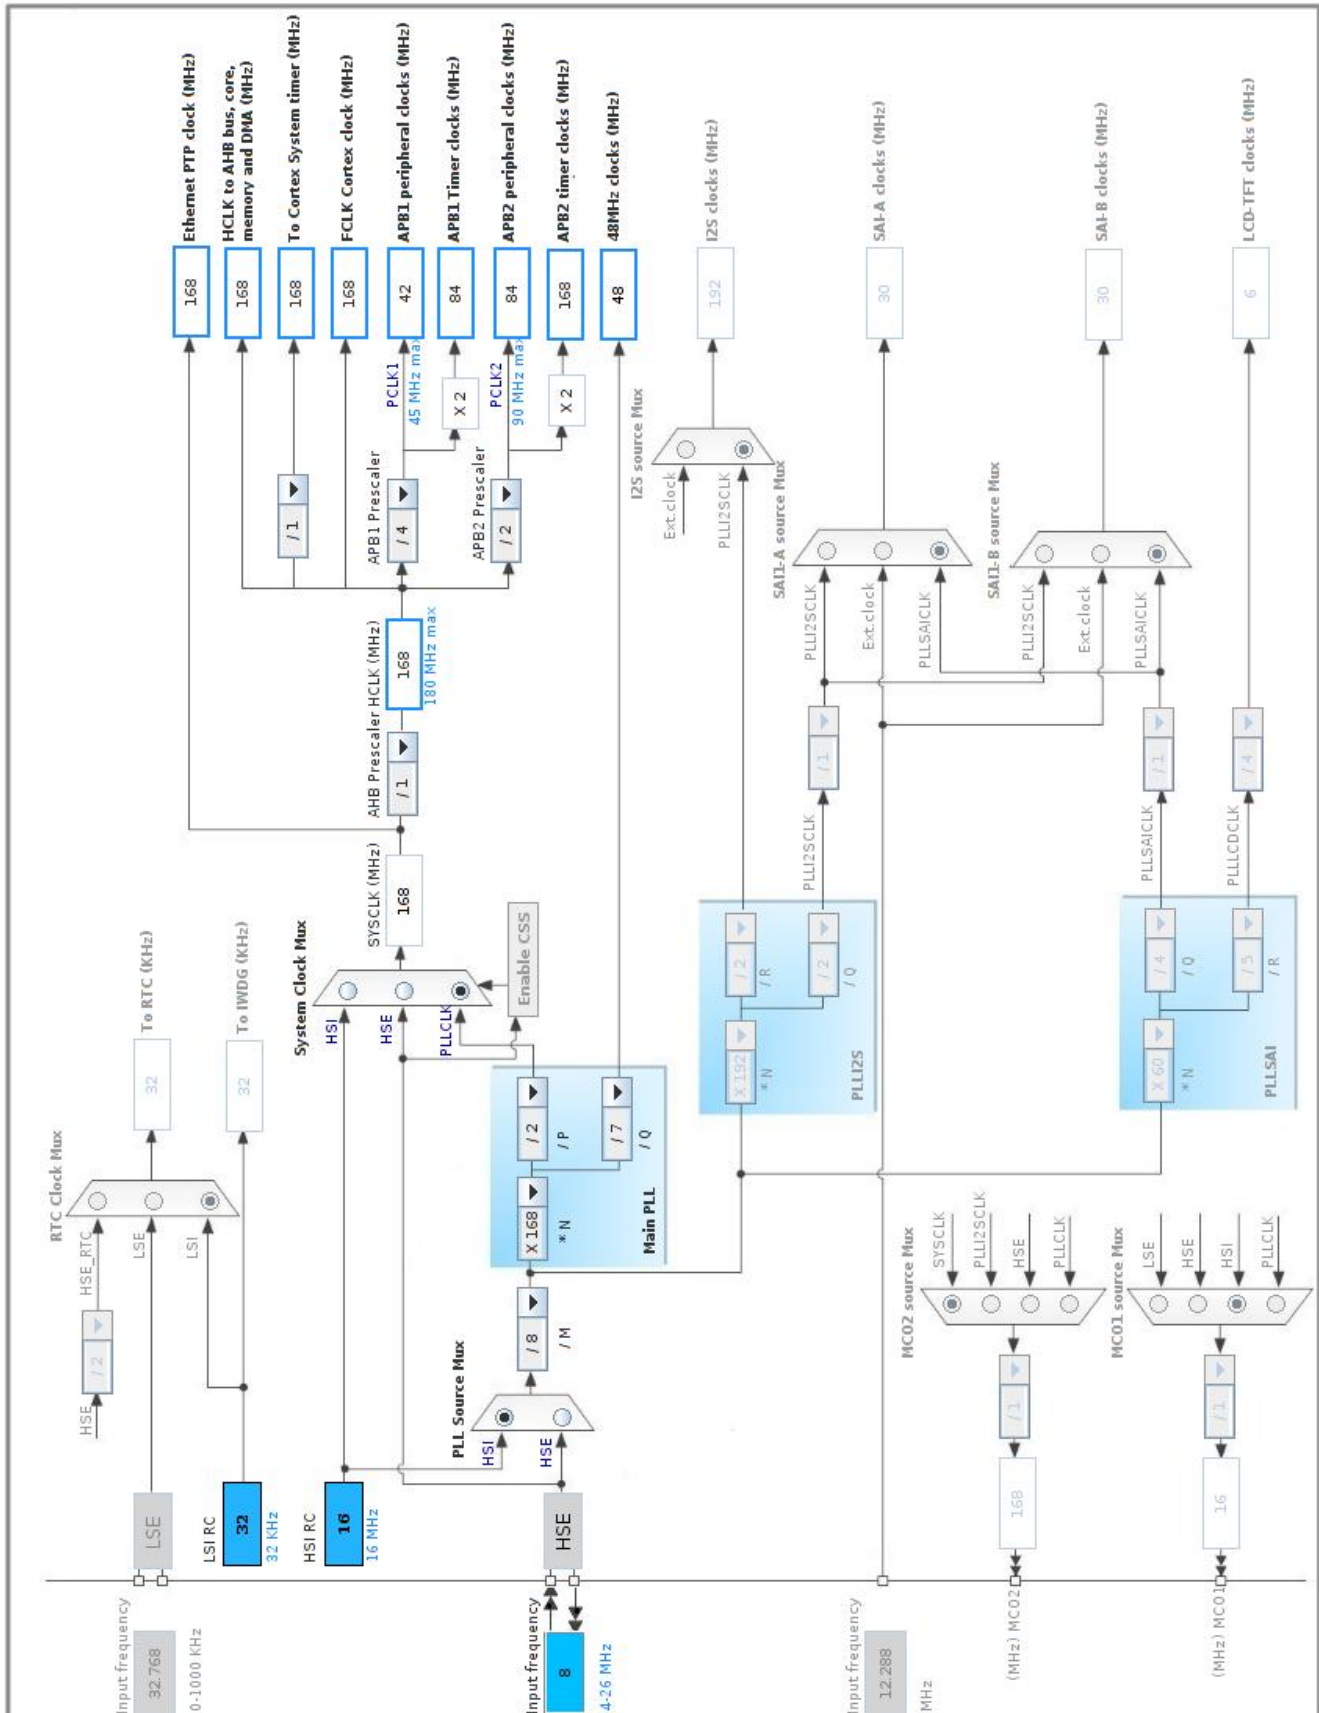 Input frequency
32.768
0-1000 KHz
LSE
HSE
/ 2
HSE_RTC
LSE
LSI
RTC Clock Mux
32
To RTC (KHz)
LSI RC
32
32 KHz
32
To IWDG (KHz)
HSI RC
16
16 MHz
Input frequency
8
4-26 MHz
HSE
PLL Source Mux
HSI
HSE
/ 8
/ M
X 168
* N
/ 2
/ P
/ 7
/ Q
Main PLL
System Clock Mux
HSI
HSE
PLLCLK
Enable CSS
SYSCLK (MHz)
168
AHB Prescaler
/ 1
HCLK (MHz)
168
180 MHz max
/ 1
APB1 Prescaler
/ 4
PCLK1
45 MHz max
X 2
APB2 Prescaler
/ 2
PCLK2
90 MHz max
X 2
168
Ethernet PTP clock (MHz)
168
HCLK to AHB bus, core,
memory and DMA (MHz)
168
To Cortex System timer (MHz)
168
FCLK Cortex clock (MHz)
42
APB1 peripheral clocks (MHz)
84
APB1 Timer clocks (MHz)
84
APB2 peripheral clocks (MHz)
168
APB2 timer clocks (MHz)
48
48MHz clocks (MHz)
X 192
* N
/ 2
/ R
/ 2
/ Q
PLLI2S
PLLI2SCLK
/ 1
I2S source Mux
Ext.clock
PLLI2SCLK
192
I2S clocks (MHz)
Input frequency
12.288
MHz
SAI1-A source Mux
PLLI2SCLK
Ext.clock
PLLSAICLK
30
SAI-A clocks (MHz)
SAI1-B source Mux
PLLI2SCLK
Ext.clock
PLLSAICLK
30
SAI-B clocks (MHz)
X 60
* N
/ 4
/ Q
/ 5
/ R
PLLSAI
PLLSAICLK
/ 1
PLLLCDCLK
/ 4
6
LCD-TFT clocks (MHz)
MCO2 source Mux
SYSCLK
PLLI2SCLK
HSE
PLLCLK
/ 1
168
(MHz) MCO2
MCO1 source Mux
LSE
HSE
HSI
PLLCLK
/ 1
16
(MHz) MCO1